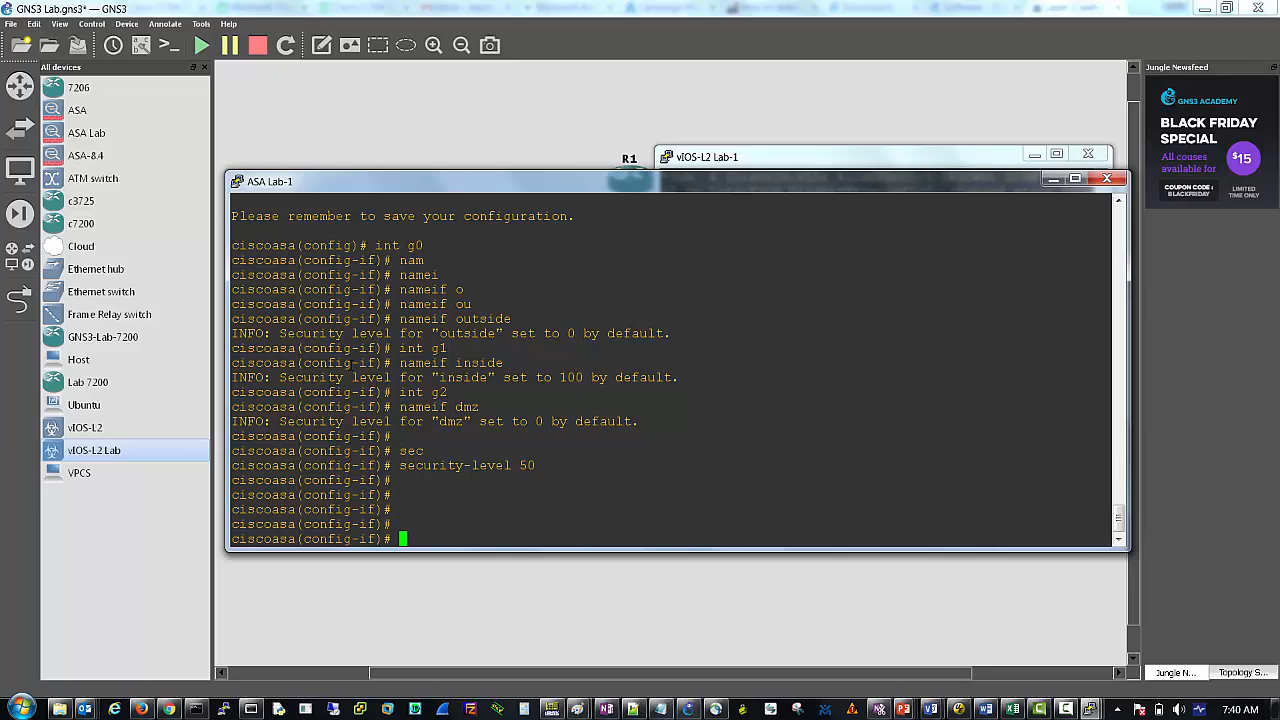 GNS3 Lab.gns3* — GNS3
File Edit View Control Device Annotate Tools Help
All devices
7206
ASA
ASA Lab
ASA-8.4
ATM switch
c3725
c7200
Cloud
Ethernet hub
Ethernet switch
Frame Relay switch
GNS3-Lab-7200
Host
Lab 7200
Ubuntu
vIOS-L2
vIOS-L2 Lab
VPCS
R1
vIOS-L2 Lab-1
ASA Lab-1
Please remember to save your configuration.
ciscoasa(config)# int g0
ciscoasa(config-if)# nam
ciscoasa(config-if)# namei
ciscoasa(config-if)# nameif o
ciscoasa(config-if)# nameif ou
ciscoasa(config-if)# nameif outside
INFO: Security level for "outside" set to 0 by default.
ciscoasa(config-if)# int g1
ciscoasa(config-if)# nameif inside
INFO: Security level for "inside" set to 100 by default.
ciscoasa(config-if)# int g2
ciscoasa(config-if)# nameif dmz
INFO: Security level for "dmz" set to 0 by default.
ciscoasa(config-if)#
ciscoasa(config-if)# sec
ciscoasa(config-if)# security-level 50
ciscoasa(config-if)#
ciscoasa(config-if)#
ciscoasa(config-if)#
ciscoasa(config-if)#
ciscoasa(config-if)#
Jungle Newsfeed
GNS3 ACADEMY
BLACK FRIDAY
SPECIAL
All couses
available for
$15
COUPON CODE:
BLACKFRIDAY
LIMITED
TIME ONLY
Jungle N...
Topology S...
7:40 AM